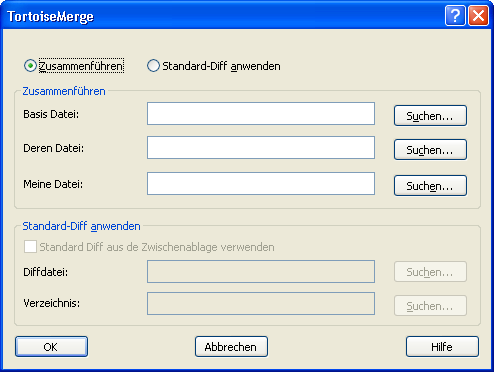 TortoiseMerge
Zusammenführen Standard-Diff anwenden
Zusammenführen
Basis Datei: Suchen...
Deren Datei: Suchen...
Meine Datei: Suchen...
Standard-Diff anwenden
Standard Diff aus de Zwischenablage verwenden
Diffdatei: Suchen...
Verzeichnis: Suchen...
OK Abbrechen Hilfe